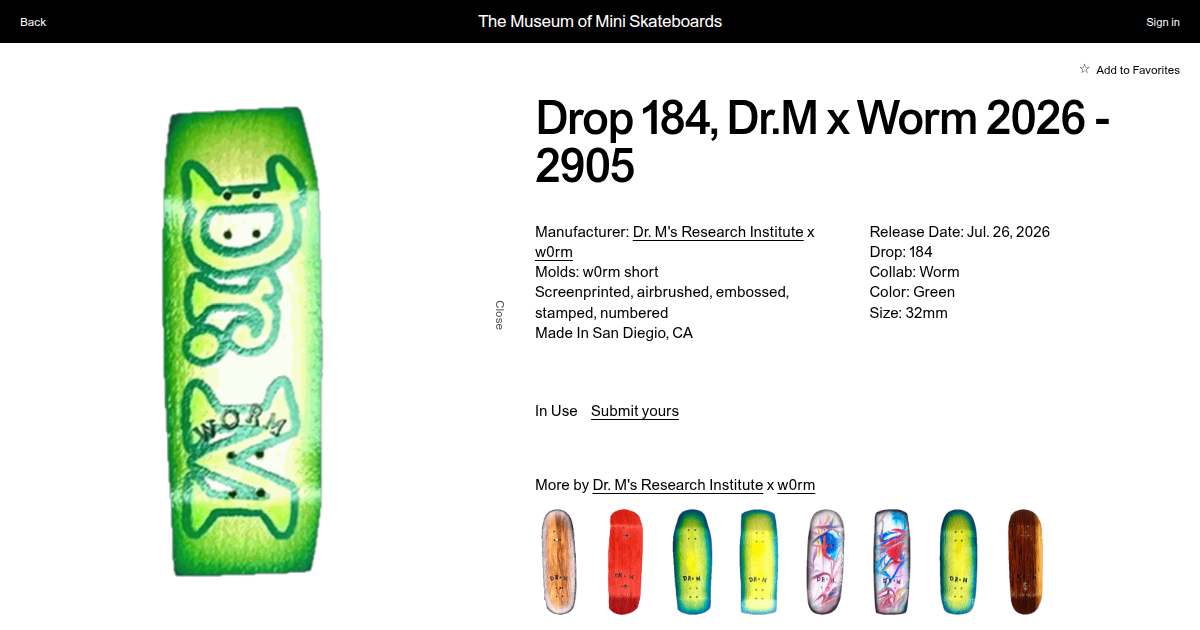 Back
The Museum of Mini Skateboards
Sign in
☆ Add to Favorites
Drop 184, Dr.M x Worm 2026 -
2905
Manufacturer: Dr. M's Research Institute x
w0rm
Molds: w0rm short
Screenprinted, airbrushed, embossed,
stamped, numbered
Made In San Diegio, CA
Release Date: Jul. 26, 2026
Drop: 184
Collab: Worm
Color: Green
Size: 32mm
Close
DR. M
WORM
In Use Submit yours
More by Dr. M's Research Institute x w0rm